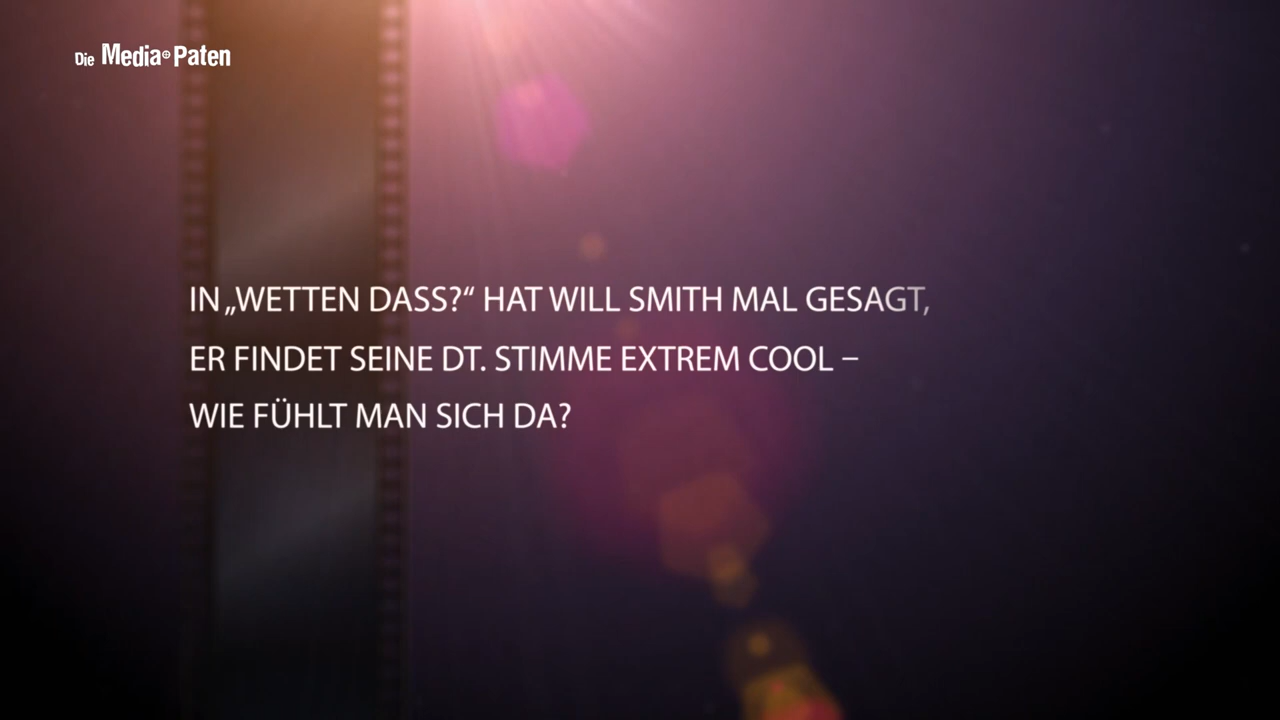 Die Media Paten
IN „WETTEN DASS?“ HAT WILL SMITH MAL GESAGT,
ER FINDET SEINE DT. STIMME EXTREM COOL –
WIE FÜHLT MAN SICH DA?